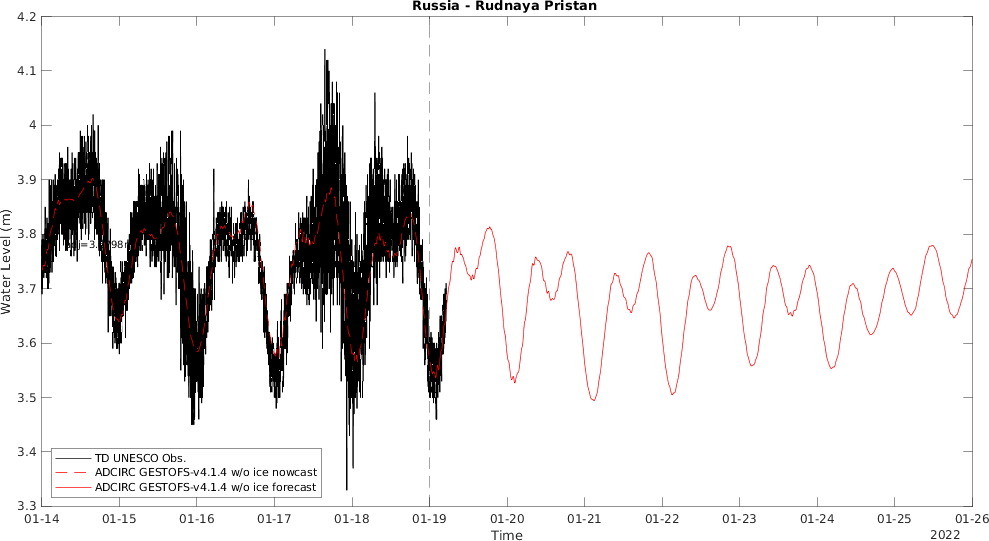 Russia - Rudnaya Pristan
4.2
4.1
4
3.9
3.8
3.7
3.6
3.5
3.4
3.3
Water Level (m)
TD UNESCO Obs.
ADCIRC GESTOFS-v4.1.4 w/o ice nowcast
ADCIRC GESTOFS-v4.1.4 w/o ice forecast
01-14 01-15 01-16 01-17 01-18 01-19 01-20 01-21 01-22 01-23 01-24 01-25 01-26
Time
2022